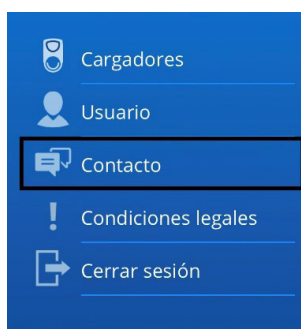 Cargadores
Usuario
Contacto
Condiciones legales
Cerrar sesión